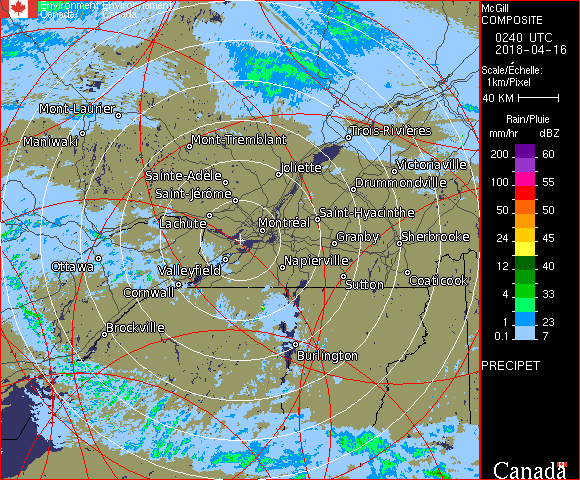 Environment Environnement
Canada Canada
McGill
COMPOSITE
0240 UTC
2018-04-16
Scale/Échelle:
1km/Pixel
40 KM
Rain/Pluie
mm/hr dBZ
200 60
100 55
50 50
24 45
12 40
8 33
4 33
1 23
0.1 7
PRECIPET
Canada
Mont-Laurier
Maniwaki
Mont-Tremblant
Trois-Rivières
Sainte-Adèle
Joliette
Victoriaville
Saint-Jérôme
Drummondville
Lachute
Montréal
Saint-Hyacinthe
Granby
Sherbrooke
Ottawa
Valleyfield
Napierville
Cornwall
Sutton
Coaticook
Brockville
Burlington